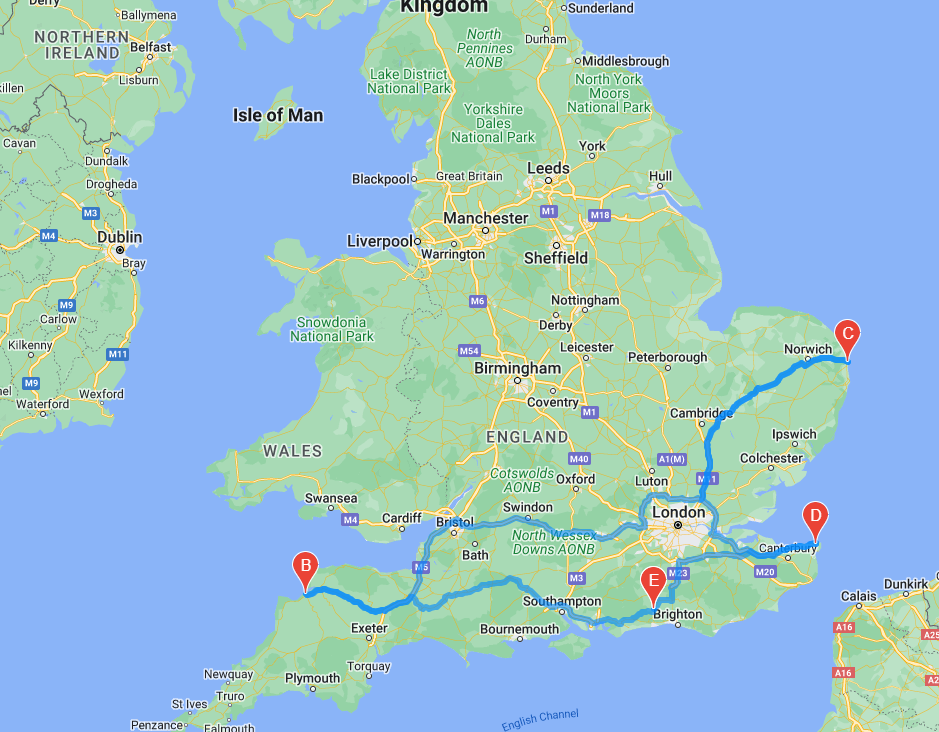 Derry
Ballymena
NORTHERN
IRELAND
Belfast
Lisburn
Kingdom
Sunderland
Durham
North
Pennines
AONB
Middlesbrough
Lake District
National Park
North York
Moors
National Park
Isle of Man
Yorkshire
Dales
National Park
Cavan
Dundalk
Drogheda
York
Leeds
Blackpool
Great Britain
Hull
M3
M1
M18
M4
Dublin
Manchester
Liverpool
Warrington
Sheffield
Bray
M9
Carlow
M6
Nottingham
Derby
Snowdonia
National Park
Kilkenny
M11
M54
Leicester
Peterborough
Norwich
C
Birmingham
M9
Wexford
Waterford
Coventry
M1
Cambridge
ENGLAND
Ipswich
WALES
M40
A1(M)
Colchester
Cotswolds
AONB
Oxford
Luton
M11
Swansea
Swindon
London
D
M4
Cardiff
Bristol
North Wessex
Downs AONB
Canterbury
Bath
B
M5
M3
E
M23
M20
Dunkirk
Calais
Southampton
Brighton
A16
Exeter
Bournemouth
A25
Torquay
Newquay
Plymouth
A16
St Ives
Truro
Penzance
Falmouth
English Channel